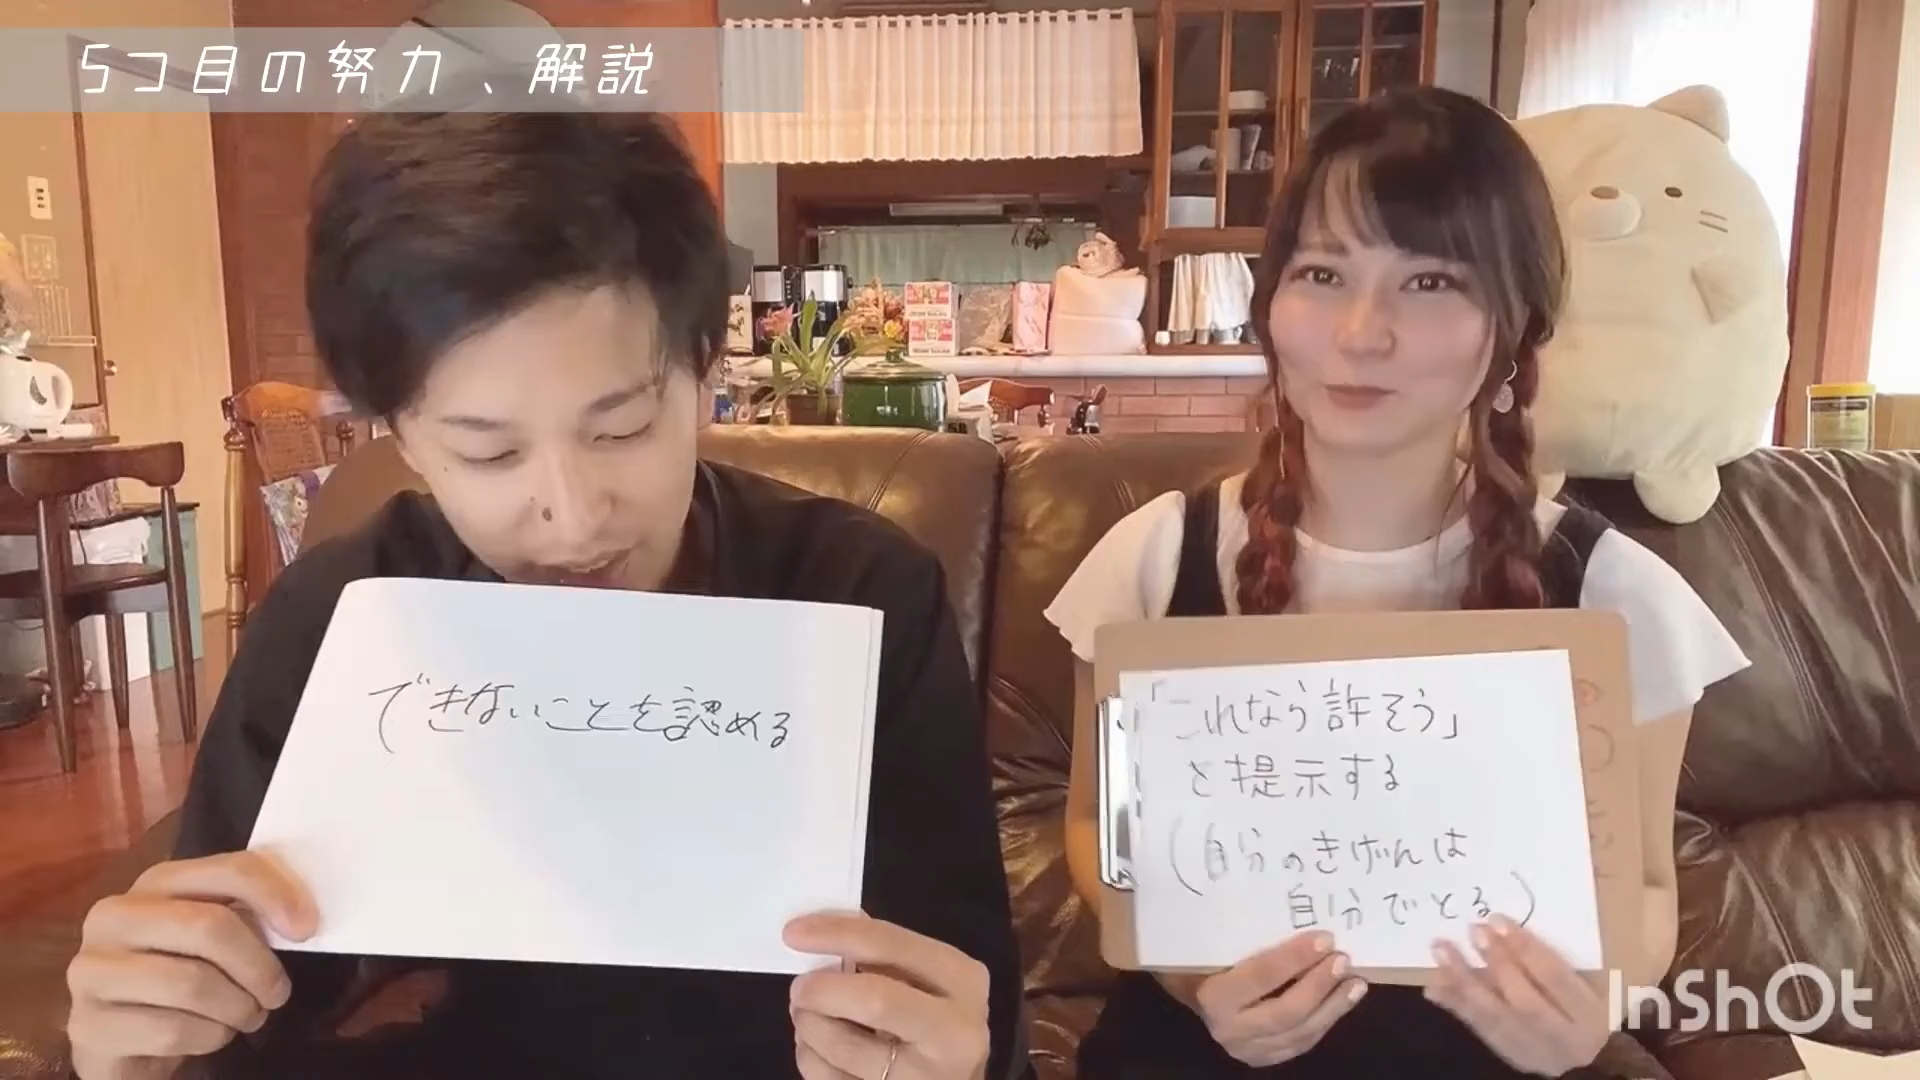 5つ目の努力、解説
できないことを認める
「これなら許そう」
と提示する
(自分のきげんは
自分でとる)
InShOt